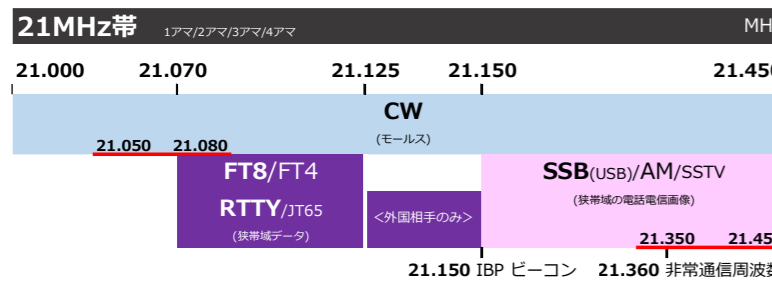 21MHz帯 1アマ/2アマ/3アマ/4アマ MH
21.000 21.070 21.125 21.150 21.450
CW
(モールス)
21.050 21.080
FT8/FT4
RTTY/JT65
(狭帯域データ)
<外国相手のみ>
SSB(USB)/AM/SSTV
(狭帯域の電話電信画像)
21.350 21.45
21.150 IBP ビーコン 21.360 非常通信周波数